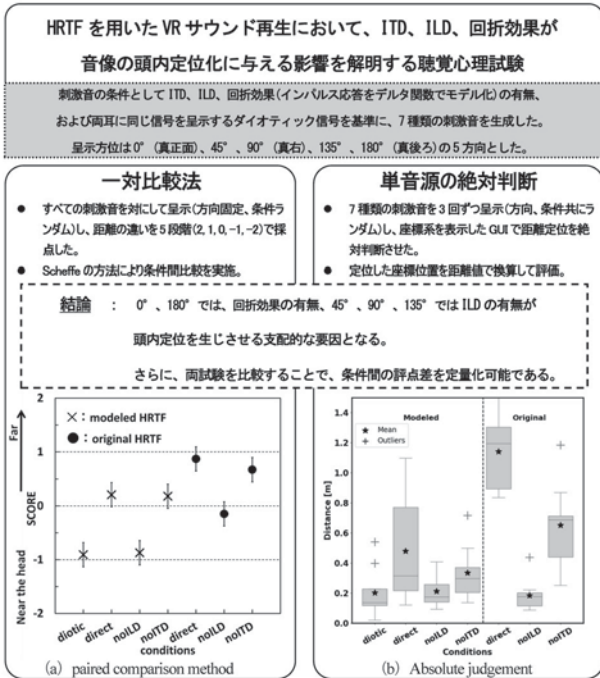 HRTF を用いた VR サウンド再生において、ITD、ILD、回折効果が
音像の頭内定位化に与える影響を解明する聴覚心理試験
刺激音の条件として ITD、ILD、回折効果(インパルス応答をデルタ関数でモデル化)の有無、
および両耳に同じ信号を呈示するダイオティック信号を基準に、7 種類の刺激音を生成した。
呈示方位は 0°(真正面)、45°、90°(真右)、135°、180°(真後ろ)の 5 方向とした。
一対比較法
● すべての刺激音を対にして呈示(方向固定、条件ラ
ンダム)し、距離の違いを 5 段階(2, 1, 0, -1, -2)で採
点した。
● Scheffe の方法により条件間比較を実施。
単音源の絶対判断
● 7 種類の刺激音を 3 回ずつ呈示(方向、条件共にラ
ンダム)し、座標系を表示した GUI で距離定位を絶
対判断させた。
● 定位した座標位置を距離値で換算して評価。
結論 : 0°、180°では、回折効果の有無、45°、90°、135°では ILD の有無が
頭内定位を生じさせる支配的な要因となる。
さらに、両試験を比較することで、条件間の評点差を定量化可能である。
Near the head
Far
SCORE
2
1
0
-1
-2
× : modeled HRTF
● : original HRTF
diotic
direct
noILD
noITD
direct
noILD
noITD
conditions
(a) paired comparison method
Distance [m]
1.4
1.2
1.0
0.8
0.6
0.4
0.2
0.0
Modeled
Original
★ Mean
+ Outliers
diotic
direct
noILD
noITD
direct
noILD
noITD
Conditions
(b) Absolute judgement